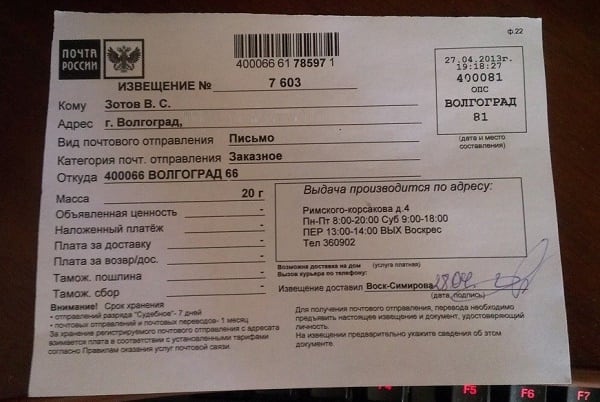 ф.22
ПОЧТА
РОССИИ
400066 61 78597 1
27.04.2013г.
19:18:27
400081
ОПС
ВОЛГОГРАД
81
(дата и место
составления)
ИЗВЕЩЕНИЕ № 7 603
Кому Зотов В. С.
Адрес г. Волгоград,
Вид почтового отправления Письмо
Категория почт. отправления Заказное
Откуда 400066 ВОЛГОГРАД 66
Масса 20 г
Объявленная ценность -
Наложенный платёж -
Плата за доставку -
Плата за возвр/дос. -
Тамож. пошлина -
Тамож. сбор -
Выдача производится по адресу:
Римского-корсакова д.4
Пн-Пт 8:00-20:00 Суб 9:00-18:00
ПЕР 13:00-14:00 ВЫХ Воскрес
Тел 360902
Возможна доставка на дом (услуга платная)
Вызов курьера по телефону:
Извещение доставил Воск-Симирова 28.04.
(дата, подпись)
Внимание! Срок хранения
• отправлений разряда "Судебное"- 7 дней
• почтовых отправлений и почтовых переводов- 1 месяц
За хранение регистрируемого почтового отправления с адресата
взимается плата в соответствии с установленными тарифами
согласно Правилам оказания услуг почтовой связи.
Для получения почтового отправления, перевода необходимо
предъявить настоящее извещение и документ, удостоверяющий
личность.
На извещении предварительно укажите сведения об этом
документе.
F4 F5 F6 F7